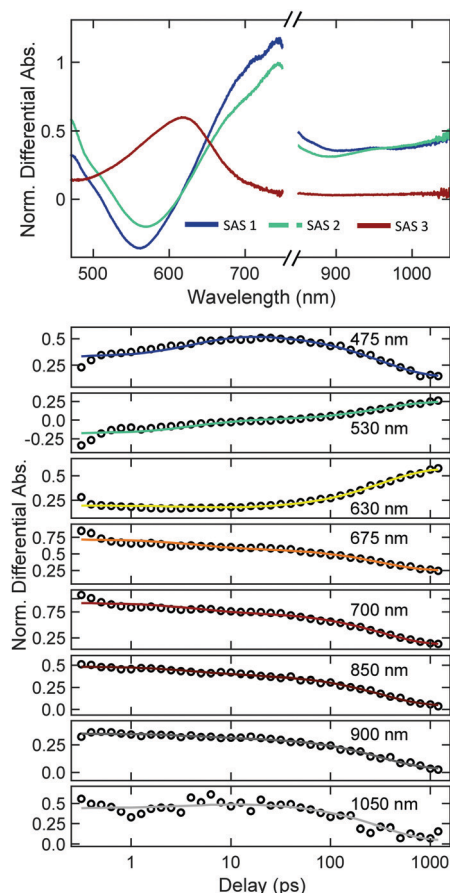 Norm. Differential Abs.
1
0.5
0
SAS 1 SAS 2 SAS 3
500 600 700 900 1000
Wavelength (nm)
Norm. Differential Abs.
0.5
0.25
475 nm
0.25
0.0
-0.25
530 nm
0.5
0.25
630 nm
0.75
0.5
0.25
675 nm
0.75
0.25
700 nm
0.5
0.25
0.0
850 nm
0.25
0.0
900 nm
0.5
0.0
1050 nm
1 10 100 1000
Delay (ps)